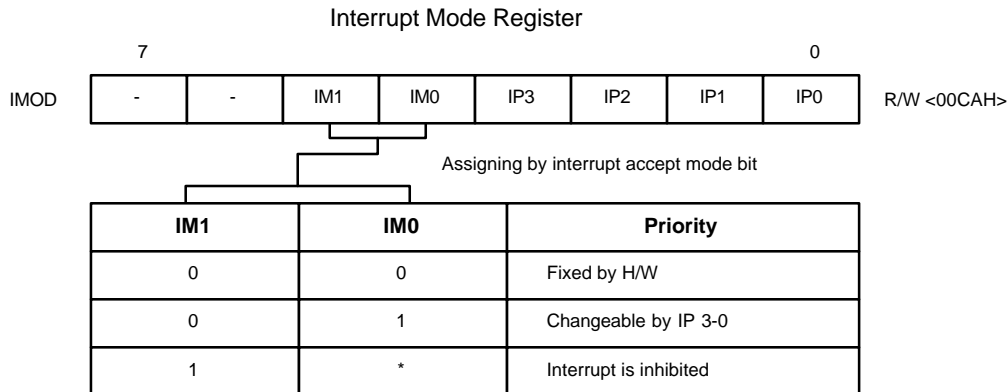 Interrupt Mode Register
7 0
IMOD - - IM1 IM0 IP3 IP2 IP1 IP0 R/W <00CAH>
Assigning by interrupt accept mode bit
IM1 IM0 Priority
0 0 Fixed by H/W
0 1 Changeable by IP 3-0
1 * Interrupt is inhibited